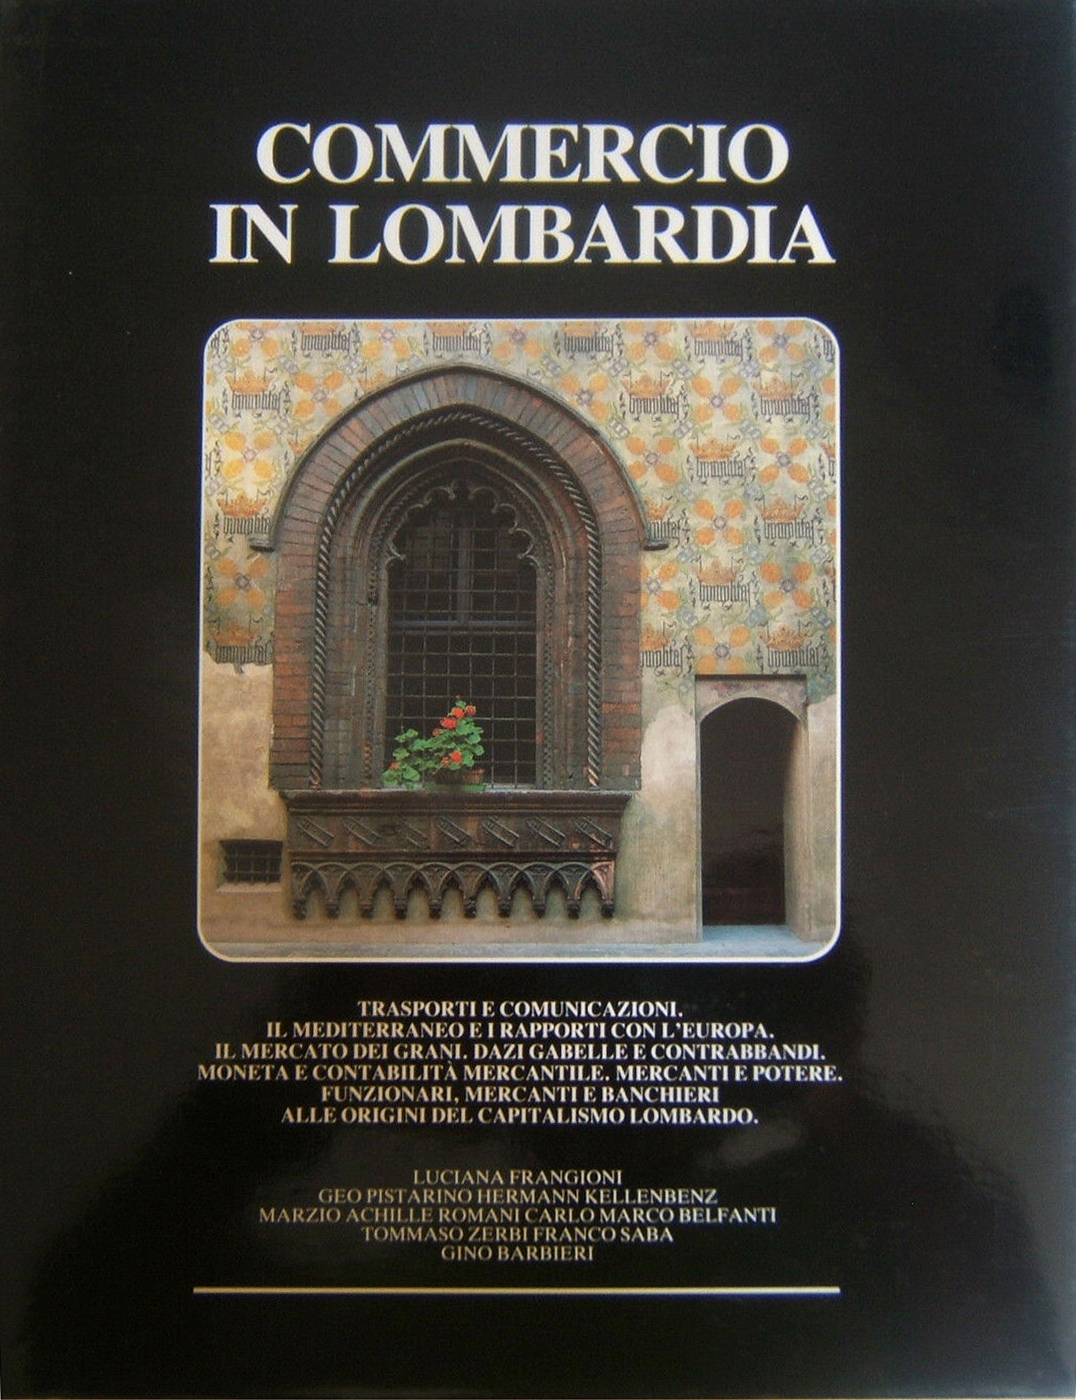 COMMERCIO
IN LOMBARDIA
TRASPORTI E COMUNICAZIONI.
IL MEDITERRANEO E I RAPPORTI CON L'EUROPA.
IL MERCATO DEI GRANI. DAZI GABELLE E CONTRABBANDI.
MONETA E CONTABILITÀ MERCANTILE. MERCANTI E POTERE.
FUNZIONARI, MERCANTI E BANCHIERI
ALLE ORIGINI DEL CAPITALISMO LOMBARDO.
LUCIANA FRANGIONI
GEO PISTARINO HERMANN KELLENBENZ
MARZIO ACHILLE ROMANI CARLO MARCO BELFANTI
TOMMASO ZERBI FRANCO SABA
GINO BARBIERI